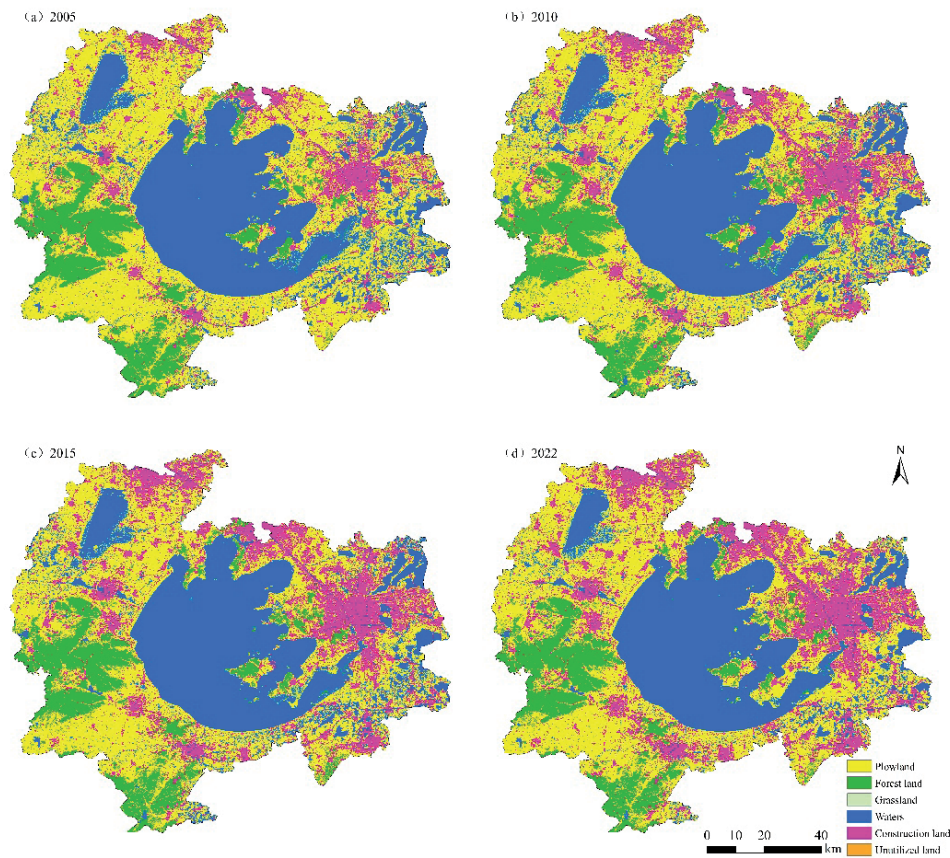 （a）2005
（b）2010
（c）2015
（d）2022
N
Plowland
Forest land
Grassland
Waters
Construction land
Unutilized land
0 10 20 40
km